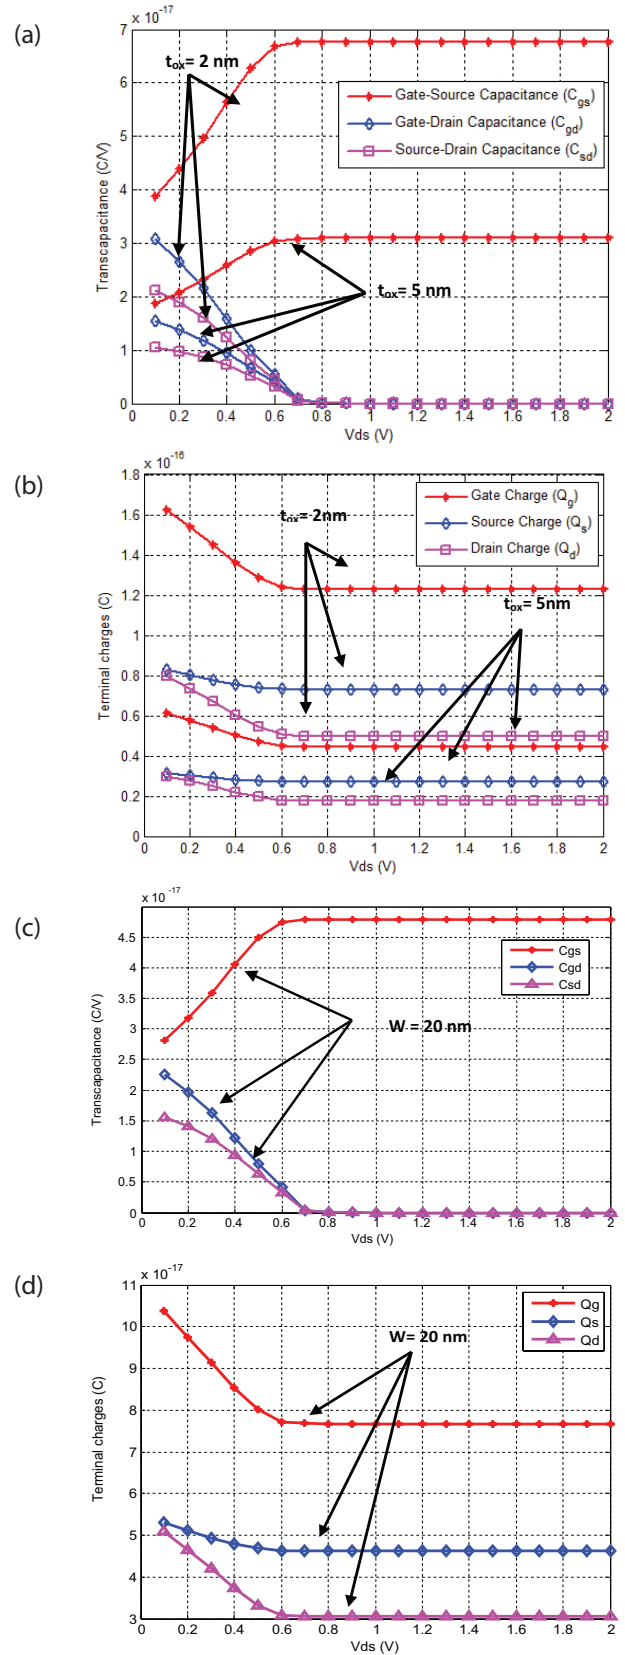 (a)
x 10⁻¹⁷
7
6
5
4
3
2
1
0
tox= 2 nm
Gate-Source Capacitance (Cgs)
Gate-Drain Capacitance (Cgd)
Source-Drain Capacitance (Csd)
tox= 5 nm
Transcapacitance (C/V)
0 0.2 0.4 0.6 0.8 1 1.2 1.4 1.6 1.8 2
Vds (V)
(b)
x 10⁻¹⁶
1.8
1.6
1.4
1.2
1
0.8
0.6
0.4
0.2
0
Gate Charge (Qg)
Source Charge (Qs)
Drain Charge (Qd)
tox= 2nm
tox= 5nm
Terminal charges (C)
0 0.2 0.4 0.6 0.8 1 1.2 1.4 1.6 1.8 2
Vds (V)
(c)
x 10⁻¹⁷
4.5
4
3.5
3
2.5
2
1.5
1
0.5
0
Cgs
Cgd
Csd
W = 20 nm
Transcapacitance (C/V)
0 0.2 0.4 0.6 0.8 1 1.2 1.4 1.6 1.8 2
Vds (V)
(d)
x 10⁻¹⁷
11
10
9
8
7
6
5
4
3
Qg
Qs
Qd
W= 20 nm
Terminal charges (C)
0 0.2 0.4 0.6 0.8 1 1.2 1.4 1.6 1.8 2
Vds (V)